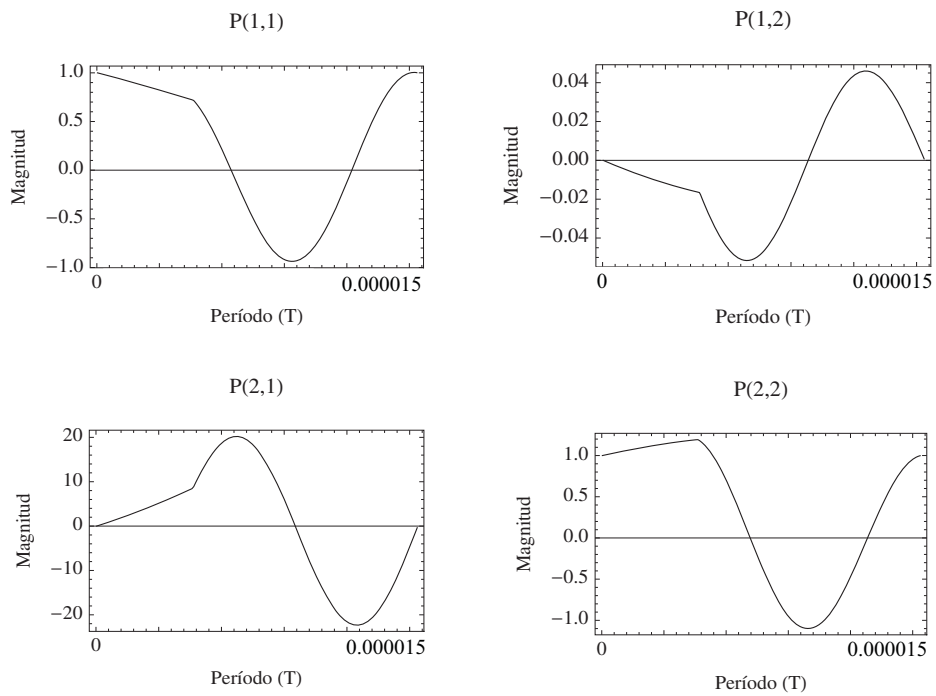 P(1,1)
1.0
0.5
0.0
−0.5
−1.0
Magnitud
0
0.000015
Período (T)
P(1,2)
0.04
0.02
0.00
−0.02
−0.04
Magnitud
0
0.000015
Período (T)
P(2,1)
20
10
0
−10
−20
Magnitud
0
0.000015
Período (T)
P(2,2)
1.0
0.5
0.0
−0.5
−1.0
Magnitud
0
0.000015
Período (T)